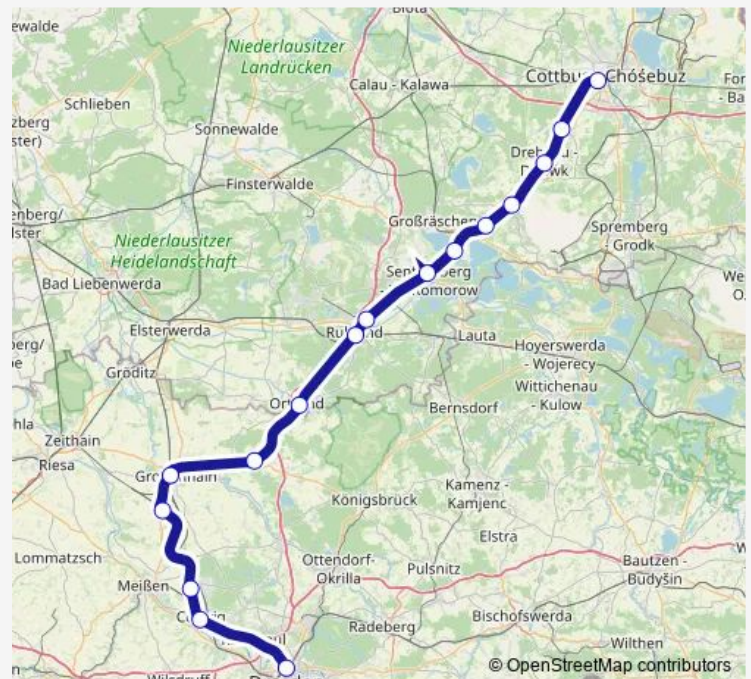 Niederlausitzer
Landrücken
Calau - Kalawa
Chóśebuz
Schlieben
Sonnewalde
Finsterwalde
Großräschen
Spremberg
- Grodk
Niederlausitzer
Heidelandschaft
Bad Liebenwerda
Elsterwerda
Lauta
Hoyerswerda
- Wojerecy
Gröditz
Wittichenau
- Kulow
Bernsdorf
Zeithain
Riesa
Königsbruck
Kamenz -
Kamjenc
Elstra
Lommatzsch
Ottendorf-
Okrilla
Pulsnitz
Bautzen -
Budyšin
Meißen
Radeberg
Bischofswerda
Wilthen
© OpenStreetMap contributors